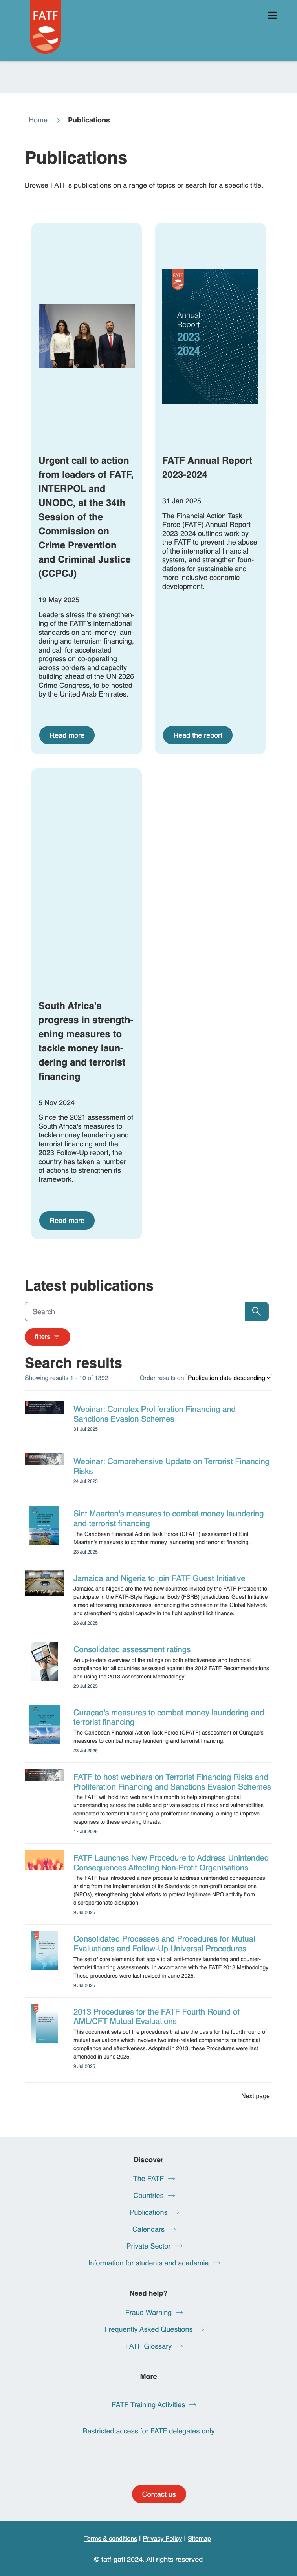 FATF
Home
Publications
Publications
Browse FATF's publications on a range of topics or search for a specific title.
Urgent call to action
from leaders of FATF,
INTERPOL and
UNODC, at the 34th
Session of the
Commission on
Crime Prevention
and Criminal Justice
(CCPCJ)
19 May 2025
Leaders stress the strengthen-
ing of the FATF's international
standards on anti-money laun-
dering and terrorism financing,
and call for accelerated
progress on co-operating
across borders and capacity
building ahead of the UN 2026
Crime Congress, to be hosted
by the United Arab Emirates.
Read more
FATF
Annual
Report
2023
2024
FATF Annual Report
2023-2024
31 Jan 2025
The Financial Action Task
Force (FATF) Annual Report
2023-2024 outlines work by
the FATF to prevent the abuse
of the international financial
system, and strengthen foun-
dations for sustainable and
more inclusive economic
development.
Read the report
South Africa's
progress in strength-
ening measures to
tackle money laun-
dering and terrorist
financing
5 Nov 2024
Since the 2021 assessment of
South Africa's measures to
tackle money laundering and
terrorist financing and the
2023 Follow-Up report, the
country has taken a number
of actions to strengthen its
framework.
Read more
Latest publications
Search
filters
Search results
Showing results 1 - 10 of 1392
Order results on Publication date descending
Webinar: Complex Proliferation Financing and
Sanctions Evasion Schemes
31 Jul 2025
Webinar: Comprehensive Update on Terrorist Financing
Risks
24 Jul 2025
Sint Maarten's measures to combat money laundering
and terrorist financing
The Caribbean Financial Action Task Force (CFATF) assessment of Sint
Maarten's measures to combat money laundering and terrorist financing.
23 Jul 2025
Jamaica and Nigeria to join FATF Guest Initiative
Jamaica and Nigeria are the two new countries invited by the FATF President to
participate in the FATF-Style Regional Body (FSRB) jurisdictions Guest Initiative
aimed at fostering inclusiveness, enhancing the cohesion of the Global Network
and strengthening global capacity in the fight against illicit finance.
23 Jul 2025
Consolidated assessment ratings
An up-to-date overview of the ratings on both effectiveness and technical
compliance for all countries assessed against the 2012 FATF Recommendations
and using the 2013 Assessment Methodology.
23 Jul 2025
Curaçao's measures to combat money laundering and
terrorist financing
The Caribbean Financial Action Task Force (CFATF) assessment of Curaçao's
measures to combat money laundering and terrorist financing.
23 Jul 2025
FATF to host webinars on Terrorist Financing Risks and
Proliferation Financing and Sanctions Evasion Schemes
The FATF will hold two webinars this month to help strengthen global
understanding across the public and private sectors of risk and vulnerabilities
connected to terrorist financing and proliferation financing, aiming to improve
responses to these evolving threats.
17 Jul 2025
FATF Launches New Procedure to Address Unintended
Consequences Affecting Non-Profit Organisations
The FATF has introduced a new process to address unintended consequences
arising from the implementation of its Standards on non-profit organisations
(NPOs), strengthening global efforts to protect legitimate NPO activity from
disproportionate disruption.
9 Jul 2025
Consolidated Processes and Procedures for Mutual
Evaluations and Follow-Up Universal Procedures
The set of core elements that apply to all anti-money laundering and counter-
terrorist financing assessments, in accordance with the FATF 2013 Methodology.
These procedures were last revised in June 2025.
9 Jul 2025
2013 Procedures for the FATF Fourth Round of
AML/CFT Mutual Evaluations
This document sets out the procedures that are the basis for the fourth round of
mutual evaluations which involves two inter-related components for technical
compliance and effectiveness. Adopted in 2013, these Procedures were last
amended in June 2025.
9 Jul 2025
Next page
Discover
The FATF
Countries
Publications
Calendars
Private Sector
Information for students and academia
Need help?
Fraud Warning
Frequently Asked Questions
FATF Glossary
More
FATF Training Activities
Restricted access for FATF delegates only
Contact us
Terms & conditions | Privacy Policy | Sitemap
© fatf-gafi 2024. All rights reserved